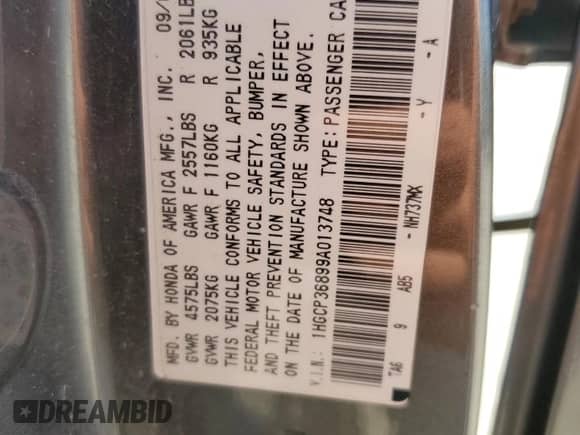 MFD. BY HONDA OF AMERICA MFG., INC. 09/
GVWR 4575LBS GAWR F 2557LBS R 2061LB
GVWR 2075KG GAWR F 1160KG R 935KG
THIS VEHICLE CONFORMS TO ALL APPLICABLE
FEDERAL MOTOR VEHICLE SAFETY, BUMPER,
AND THEFT PREVENTION STANDARDS IN EFFECT
ON THE DATE OF MANUFACTURE SHOWN ABOVE.
V.I.N.: 1HGCP36899A013748 TYPE: PASSENGER CA
TA6 9 AB5 -NH737MX -Y -A
DREAMBID